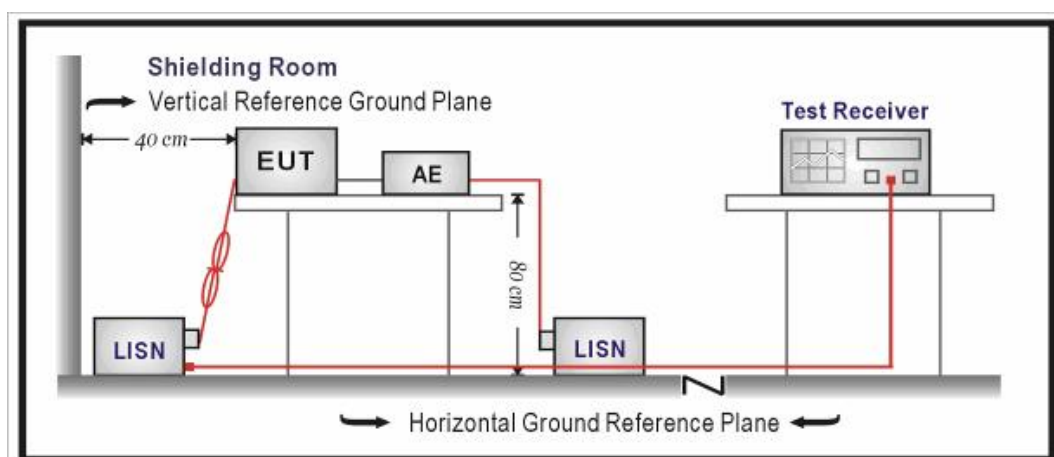 Shielding Room
Vertical Reference Ground Plane
40 cm
EUT
AE
Test Receiver
80 cm
LISN
LISN
Horizontal Ground Reference Plane